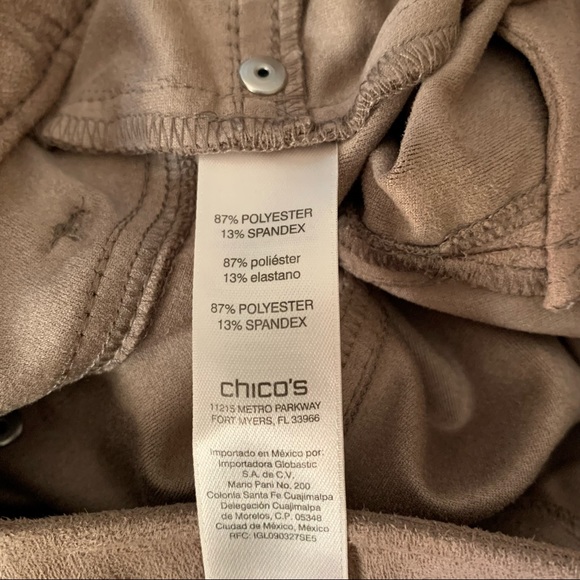 87% POLYESTER
13% SPANDEX
87% poliéster
13% elastano
87% POLYESTER
13% SPANDEX
chico's
11215 METRO PARKWAY
FORT MYERS, FL 33966
Importado en México por:
Importadora Globastic
S.A. de C.V.
Mario Pani No. 200
Colonia Santa Fe Cuajimalpa
Delegación Cuajimalpa
de Morelos, C.P. 05348
Ciudad de México, México
RFC: IGL090327SE5